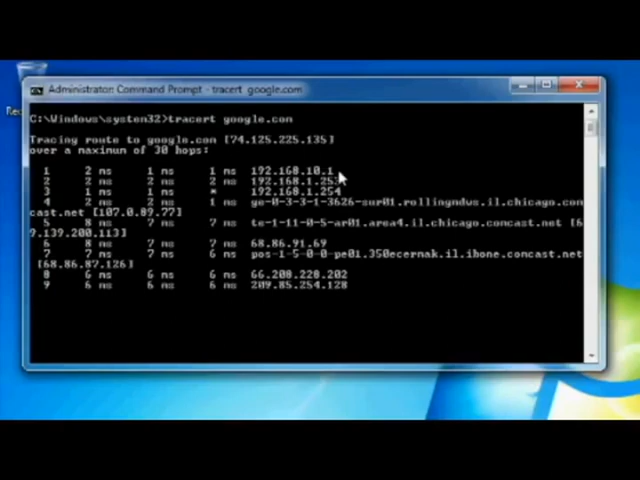 Administrator: Command Prompt - tracert google.com
C:\Windows\system32>tracert google.com
Tracing route to google.com [74.125.225.135]
over a maximum of 30 hops:
1 2 ms 1 ms 1 ms 192.168.10.1
2 2 ms 2 ms 2 ms 192.168.1.253
3 1 ms 1 ms * 192.168.1.254
4 2 ms 2 ms 1 ms ge-0-3-3-1-3626-sur01.rollingmdws.il.chicago.com
cast.net [107.0.89.77]
5 8 ms 7 ms 7 ms te-1-11-0-5-ar01.area4.il.chicago.comcast.net [6
9.139.200.113]
6 8 ms 7 ms 7 ms 68.86.91.69
7 7 ms 7 ms 6 ms pos-1-5-0-0-pe01.350ecermak.il.ibone.comcast.net
[68.86.87.126]
8 6 ms 6 ms 6 ms 66.208.228.202
9 6 ms 6 ms 6 ms 209.85.254.128